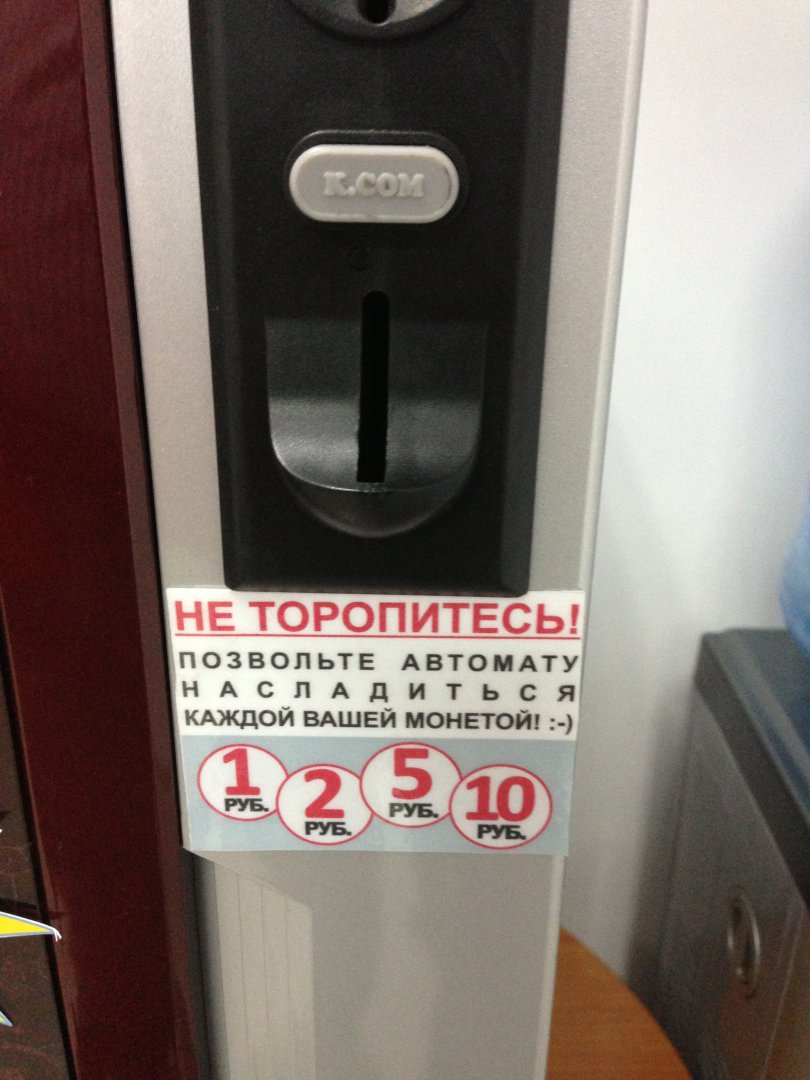 K.COM
НЕ ТОРОПИТЕСЬ!
ПОЗВОЛЬТЕ АВТОМАТУ
НАСЛАДИТЬСЯ
КАЖДОЙ ВАШЕЙ МОНЕТОЙ! :-)
1 РУБ.
2 РУБ.
5 РУБ.
10 РУБ.